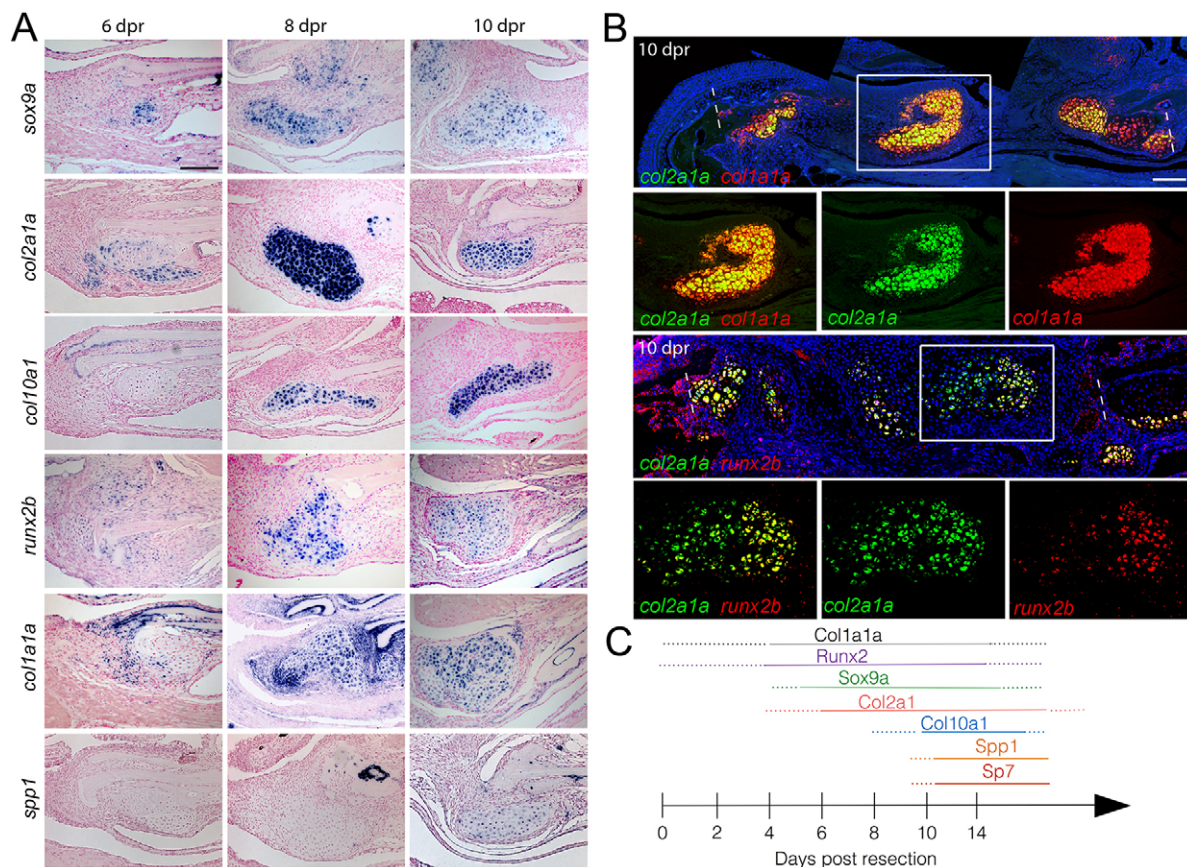 A
6 dpr
8 dpr
10 dpr
sox9a
col2a1a
col10a1
runx2b
col1a1a
spp1
B
10 dpr
col2a1a col1a1a
col2a1a col1a1a
col2a1a
col1a1a
10 dpr
col2a1a runx2b
col2a1a runx2b
col2a1a
runx2b
C
Col1a1a
Runx2
Sox9a
Col2a1
Col10a1
Spp1
Sp7
0 2 4 6 8 10 14
Days post resection